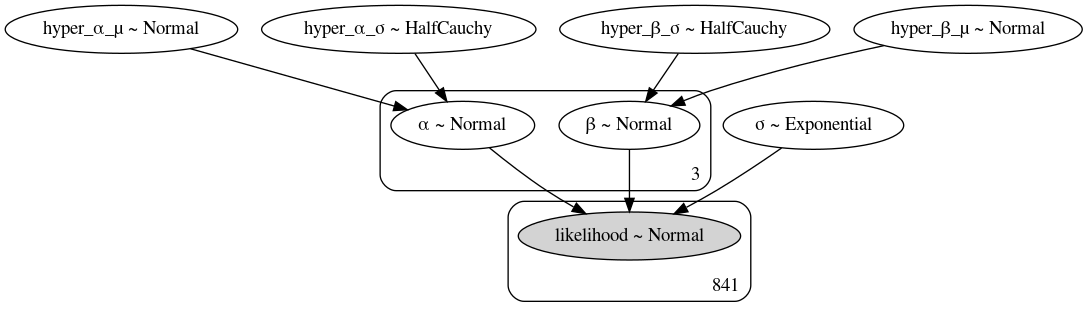 hyper_α_μ ~ Normal
hyper_α_σ ~ HalfCauchy
hyper_β_σ ~ HalfCauchy
hyper_β_μ ~ Normal
α ~ Normal
β ~ Normal
σ ~ Exponential
3
likelihood ~ Normal
841